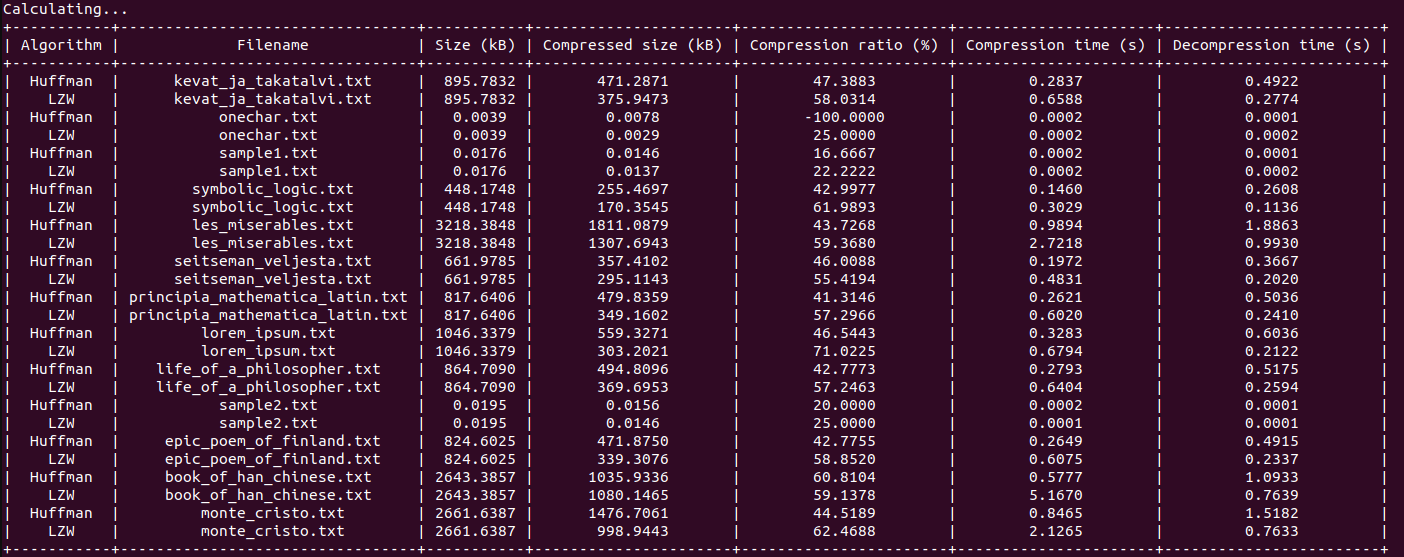 Calculating...
+-----------+---------------------------------+-----------+----------------------+-----------------------+----------------------+------------------------+
| Algorithm |             Filename            | Size (kB) | Compressed size (kB) | Compression ratio (%) | Compression time (s) | Decompression time (s) |
+-----------+---------------------------------+-----------+----------------------+-----------------------+----------------------+------------------------+
|  Huffman  |      kevat_ja_takatalvi.txt     |  895.7832 |       471.2871       |        47.3883        |        0.2837        |         0.4922         |
|    LZW    |      kevat_ja_takatalvi.txt     |  895.7832 |       375.9473       |        58.0314        |        0.6588        |         0.2774         |
|  Huffman  |           onechar.txt           |   0.0039  |        0.0078        |       -100.0000       |        0.0002        |         0.0001         |
|    LZW    |           onechar.txt           |   0.0039  |        0.0029        |        25.0000        |        0.0002        |         0.0002         |
|  Huffman  |           sample1.txt           |   0.0176  |        0.0146        |        16.6667        |        0.0002        |         0.0001         |
|    LZW    |           sample1.txt           |   0.0176  |        0.0137        |        22.2222        |        0.0002        |         0.0002         |
|  Huffman  |        symbolic_logic.txt       |  448.1748 |       255.4697       |        42.9977        |        0.1460        |         0.2608         |
|    LZW    |        symbolic_logic.txt       |  448.1748 |       170.3545       |        61.9893        |        0.3029        |         0.1136         |
|  Huffman  |        les_miserables.txt       | 3218.3848 |      1811.0879       |        43.7268        |        0.9894        |         1.8863         |
|    LZW    |        les_miserables.txt       | 3218.3848 |      1307.6943       |        59.3680        |        2.7218        |         0.9930         |
|  Huffman  |      seitseman_veljesta.txt     |  661.9785 |       357.4102       |        46.0088        |        0.1972        |         0.3667         |
|    LZW    |      seitseman_veljesta.txt     |  661.9785 |       295.1143       |        55.4194        |        0.4831        |         0.2020         |
|  Huffman  | principia_mathematica_latin.txt |  817.6406 |       479.8359       |        41.3146        |        0.2621        |         0.5036         |
|    LZW    | principia_mathematica_latin.txt |  817.6406 |       349.1602       |        57.2966        |        0.6020        |         0.2410         |
|  Huffman  |         lorem_ipsum.txt         | 1046.3379 |       559.3271       |        46.5443        |        0.3283        |         0.6036         |
|    LZW    |         lorem_ipsum.txt         | 1046.3379 |       303.2021       |        71.0225        |        0.6794        |         0.2122         |
|  Huffman  |    life_of_a_philosopher.txt    |  864.7090 |       494.8096       |        42.7773        |        0.2793        |         0.5175         |
|    LZW    |    life_of_a_philosopher.txt    |  864.7090 |       369.6953       |        57.2463        |        0.6404        |         0.2594         |
|  Huffman  |           sample2.txt           |   0.0195  |        0.0156        |        20.0000        |        0.0002        |         0.0001         |
|    LZW    |           sample2.txt           |   0.0195  |        0.0146        |        25.0000        |        0.0001        |         0.0001         |
|  Huffman  |     epic_poem_of_finland.txt    |  824.6025 |       471.8750       |        42.7755        |        0.2649        |         0.4915         |
|    LZW    |     epic_poem_of_finland.txt    |  824.6025 |       339.3076       |        58.8520        |        0.6075        |         0.2337         |
|  Huffman  |     book_of_han_chinese.txt     | 2643.3857 |      1035.9336       |        60.8104        |        0.5777        |         1.0933         |
|    LZW    |     book_of_han_chinese.txt     | 2643.3857 |      1080.1465       |        59.1378        |        5.1670        |         0.7639         |
|  Huffman  |         monte_cristo.txt        | 2661.6387 |      1476.7061       |        44.5189        |        0.8465        |         1.5182         |
|    LZW    |         monte_cristo.txt        | 2661.6387 |       998.9443       |        62.4688        |        2.1265        |         0.7633         |
+-----------+---------------------------------+-----------+----------------------+-----------------------+----------------------+------------------------+